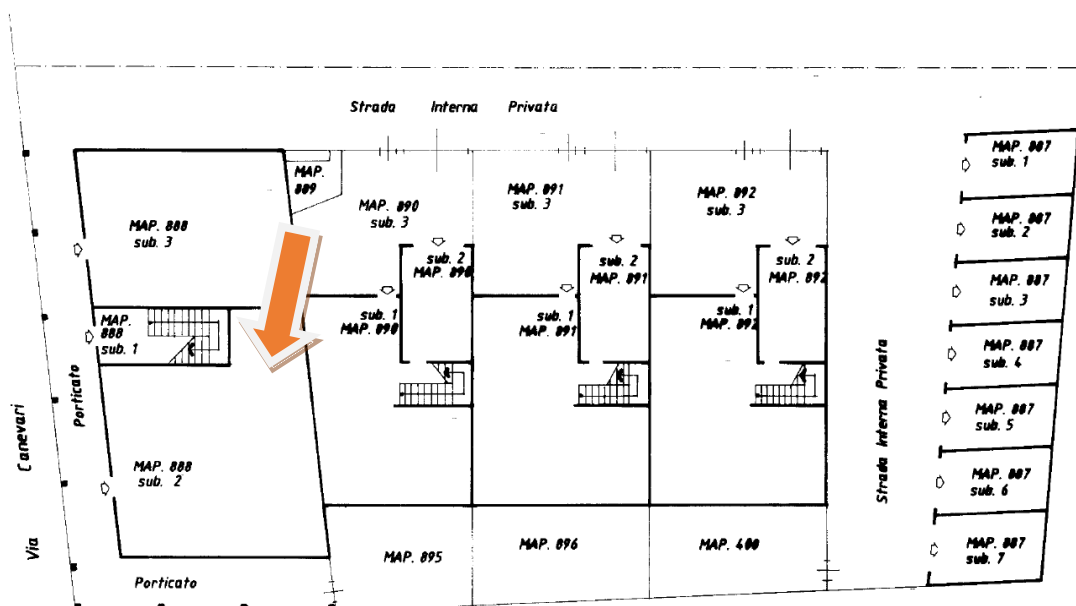 Strada Interna Privata
MAP. 888
sub. 3
MAP.
889
MAP. 890
sub. 3
MAP. 891
sub. 3
MAP. 892
sub. 3
sub. 2
MAP. 890
sub. 2
MAP. 891
sub. 2
MAP. 892
MAP.
888
sub. 1
sub. 1
MAP. 890
sub. 1
MAP. 891
sub. 1
MAP. 892
MAP. 888
sub. 2
MAP. 895
MAP. 896
MAP. 400
Porticato
Porticato
Via Canevari
Strada Interna Privata
MAP. 887
sub. 1
MAP. 887
sub. 2
MAP. 887
sub. 3
MAP. 887
sub. 4
MAP. 887
sub. 5
MAP. 887
sub. 6
MAP. 887
sub. 7